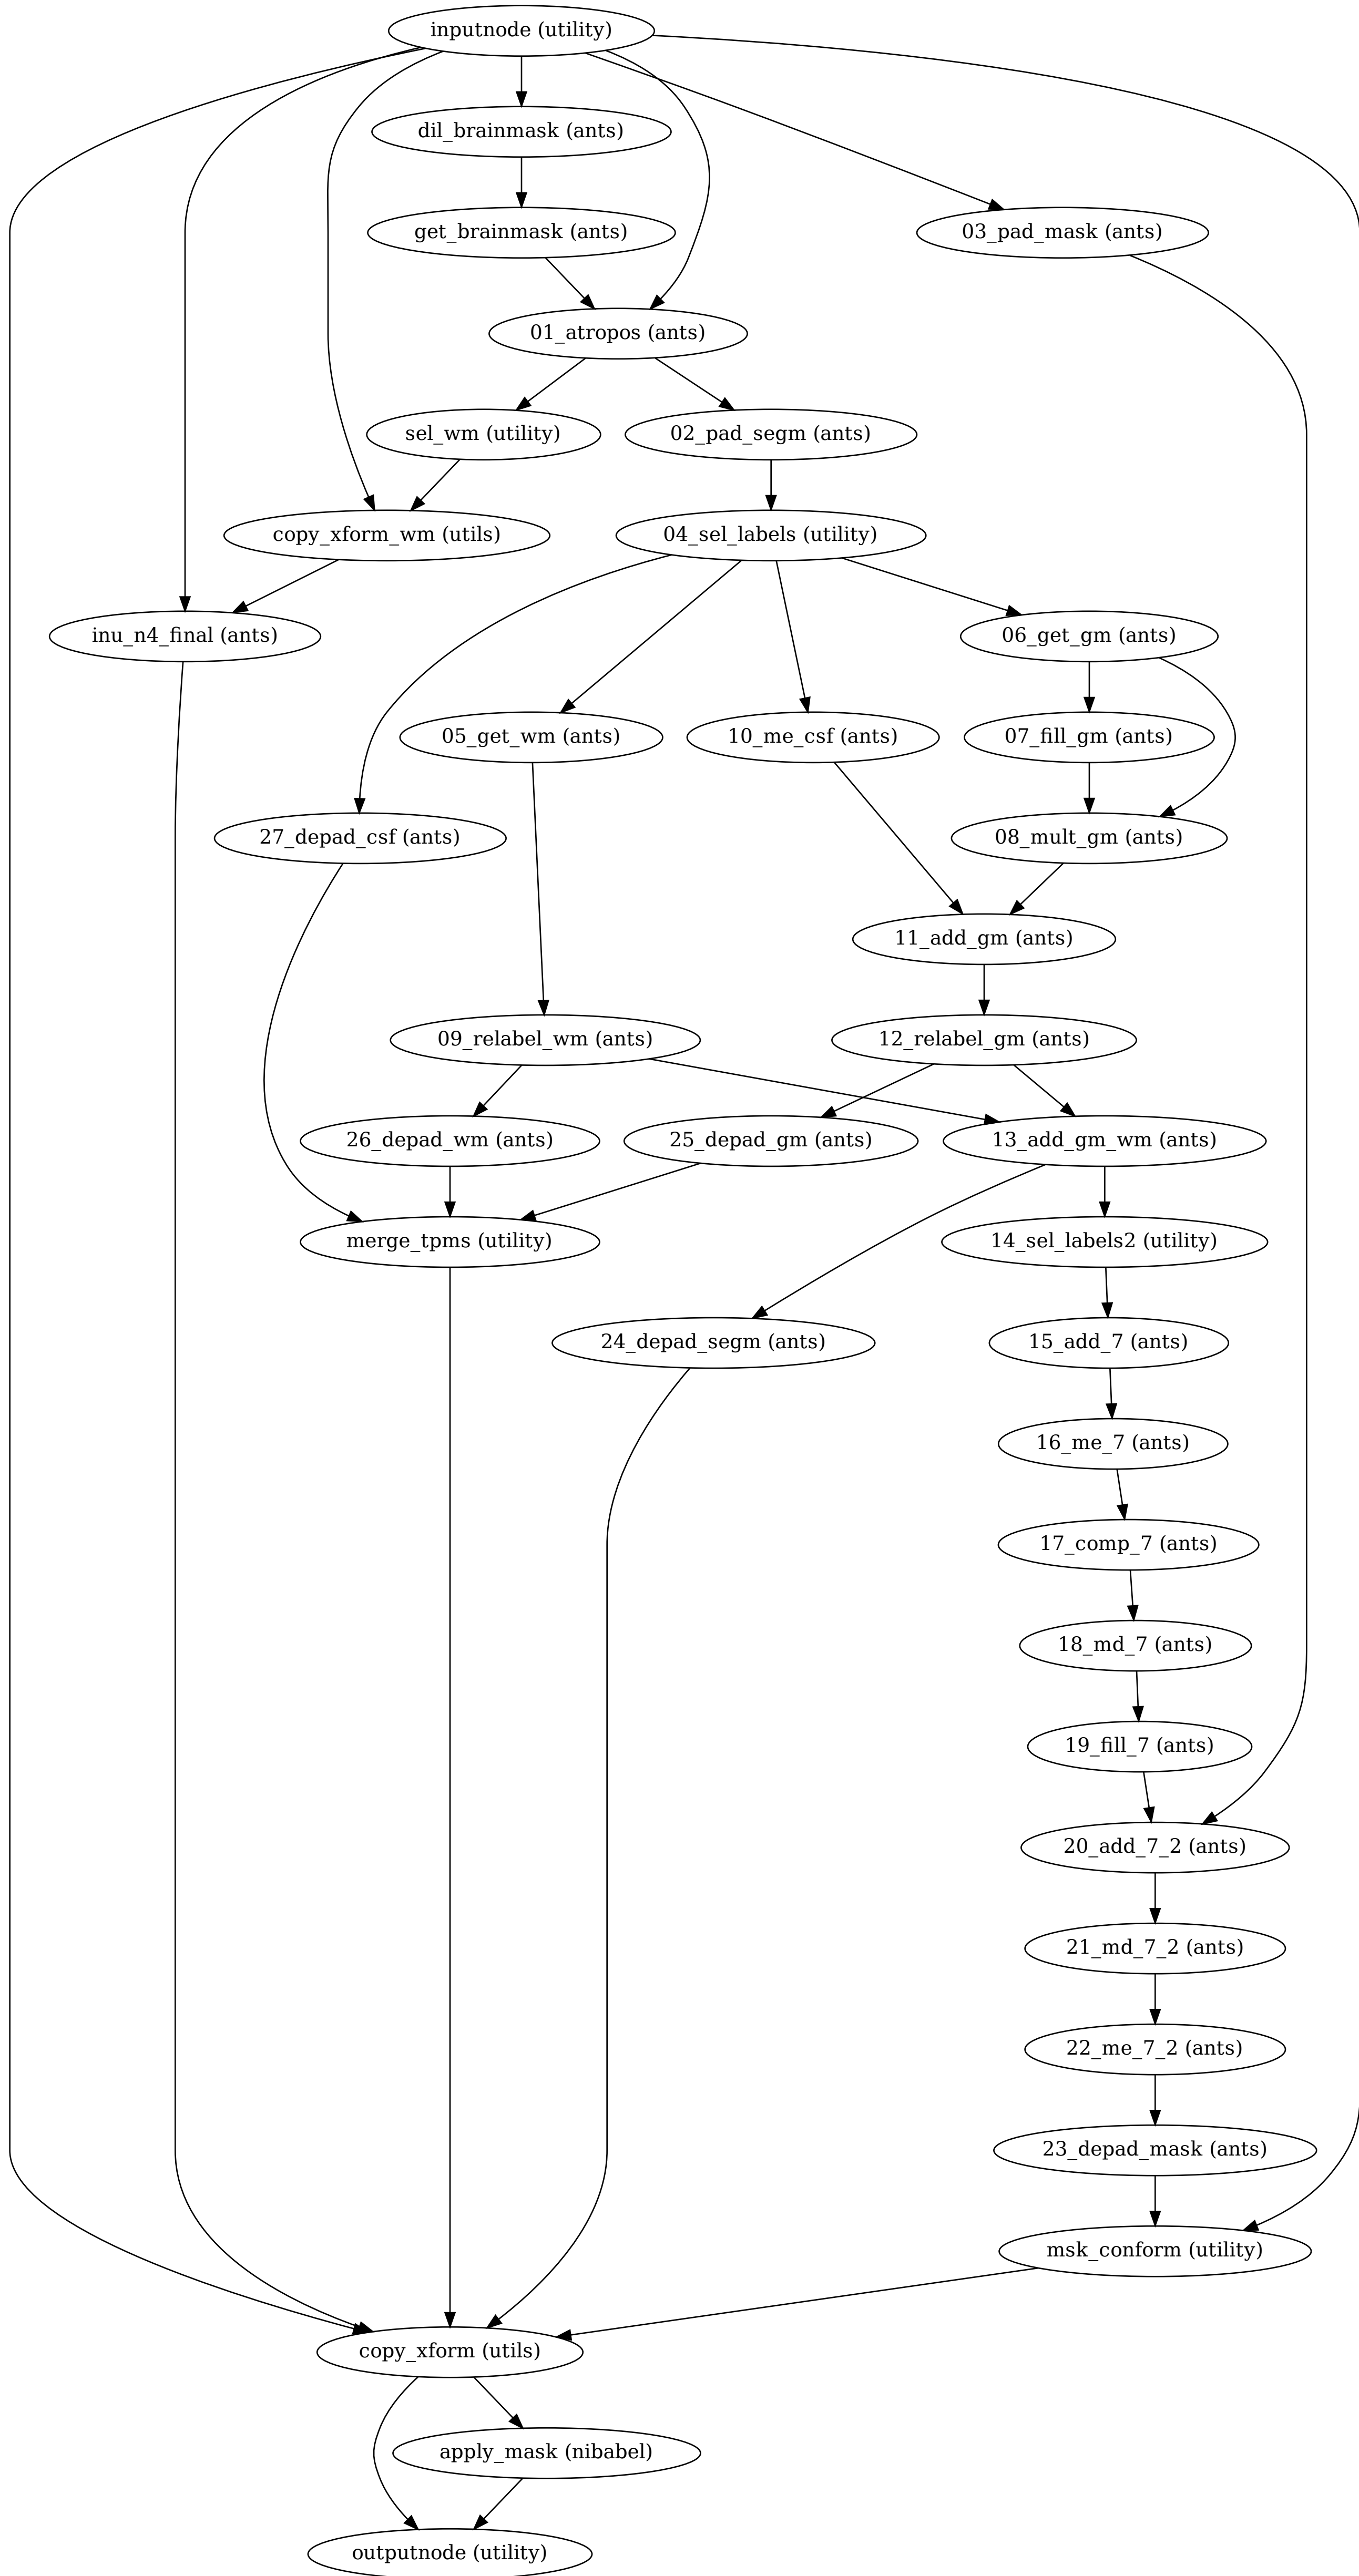 inputnode (utility)
dil_brainmask (ants)
get_brainmask (ants)
03_pad_mask (ants)
01_atropos (ants)
sel_wm (utility)
02_pad_segm (ants)
copy_xform_wm (utils)
04_sel_labels (utility)
inu_n4_final (ants)
06_get_gm (ants)
05_get_wm (ants)
10_me_csf (ants)
07_fill_gm (ants)
27_depad_csf (ants)
08_mult_gm (ants)
11_add_gm (ants)
09_relabel_wm (ants)
12_relabel_gm (ants)
26_depad_wm (ants)
25_depad_gm (ants)
13_add_gm_wm (ants)
merge_tpms (utility)
14_sel_labels2 (utility)
24_depad_segm (ants)
15_add_7 (ants)
16_me_7 (ants)
17_comp_7 (ants)
18_md_7 (ants)
19_fill_7 (ants)
20_add_7_2 (ants)
21_md_7_2 (ants)
22_me_7_2 (ants)
23_depad_mask (ants)
msk_conform (utility)
copy_xform (utils)
apply_mask (nibabel)
outputnode (utility)